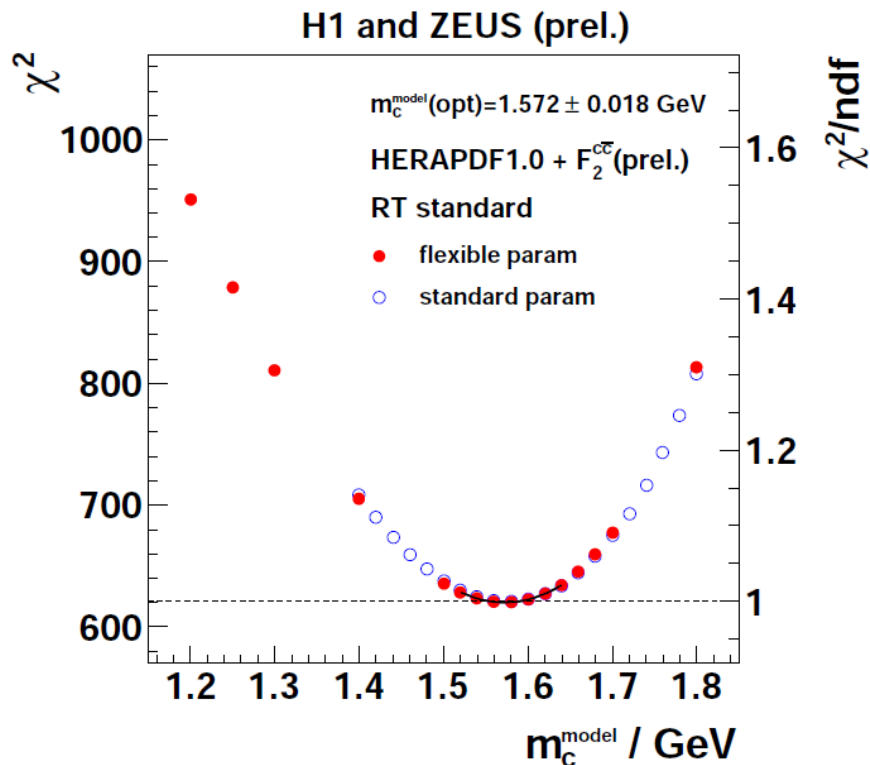 H1 and ZEUS (prel.)
χ²
χ²/ndf
m_C^model(opt)=1.572 ± 0.018 GeV
HERAPDF1.0 + F_2^cc̅(prel.)
RT standard
flexible param
standard param
1000
900
800
700
600
1.6
1.4
1.2
1
1.2 1.3 1.4 1.5 1.6 1.7 1.8
m_C^model / GeV